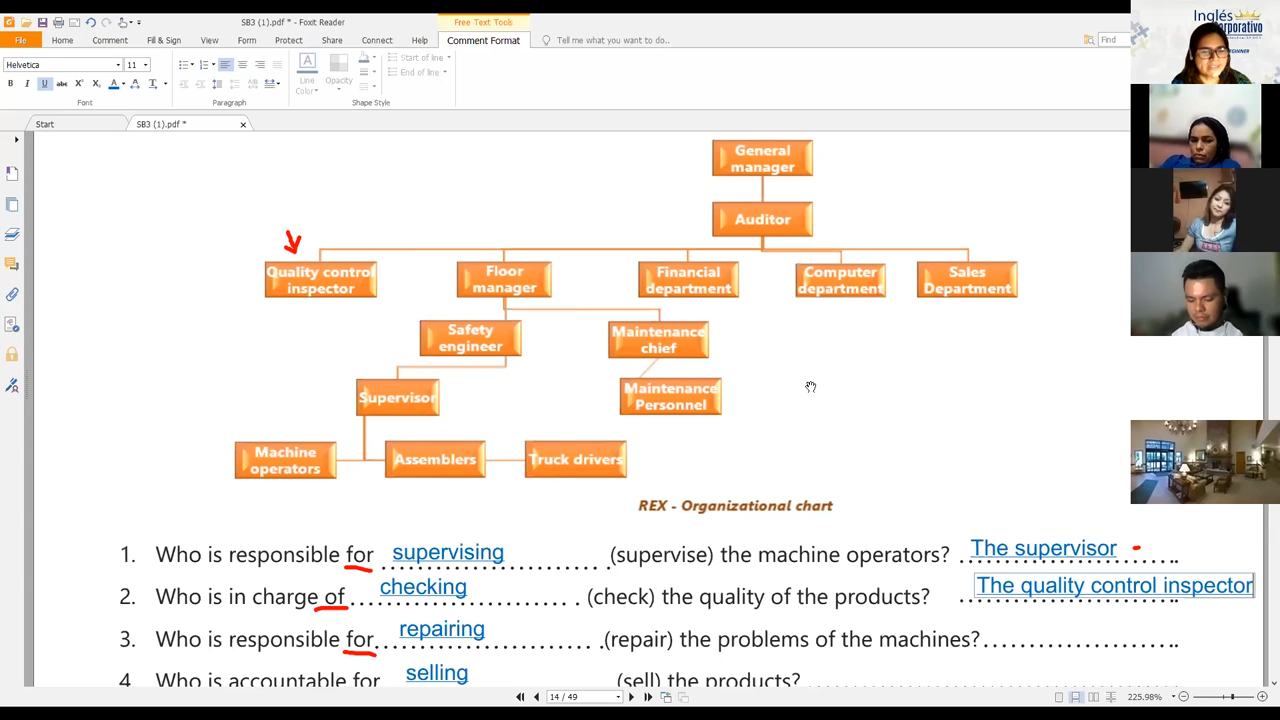 SB3 (1).pdf * - Foxit Reader
Free Text Tools
File Home Comment Fill & Sign View Form Protect Share Connect Help Comment Format Tell me what you want to do.. Find
Helvetica 11
Line Color Opacity
Start of line
End of line
Font Paragraph Shape Style
Start SB3 (1).pdf *
General manager
Auditor
Quality control inspector
Floor manager
Financial department
Computer department
Sales Department
Safety engineer
Maintenance chief
Supervisor
Maintenance Personnel
Machine operators
Assemblers
Truck drivers
REX - Organizational chart
1. Who is responsible for supervising (supervise) the machine operators? The supervisor
2. Who is in charge of checking (check) the quality of the products? The quality control inspector
3. Who is responsible for repairing (repair) the problems of the machines?
4 Who is accountable for selling (sell) the products?
14 / 49
225.98%
Inglés